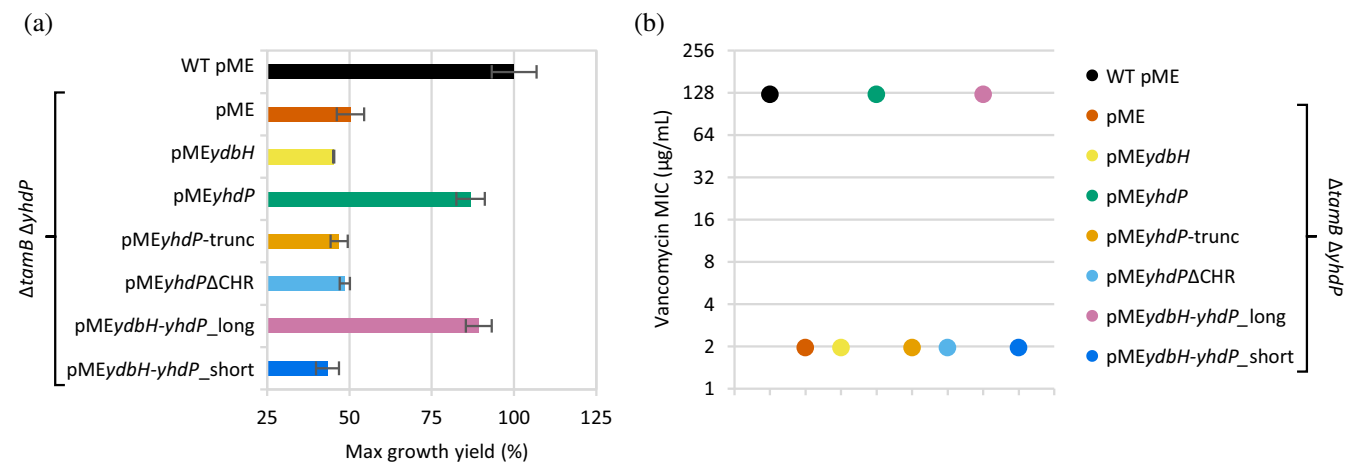 (a)
WT pME
pME
pMEydbH
pMEyhdP
pMEyhdP-trunc
pMEyhdPΔCHR
pMEydbH-yhdP_long
pMEydbH-yhdP_short
ΔtamB ΔyhdP
25 50 75 100 125
Max growth yield (%)
(b)
256
128
64
32
16
8
4
2
1
Vancomycin MIC (µg/mL)
WT pME
pME
pMEydbH
pMEyhdP
pMEyhdP-trunc
pMEyhdPΔCHR
pMEydbH-yhdP_long
pMEydbH-yhdP_short
ΔtamB ΔyhdP